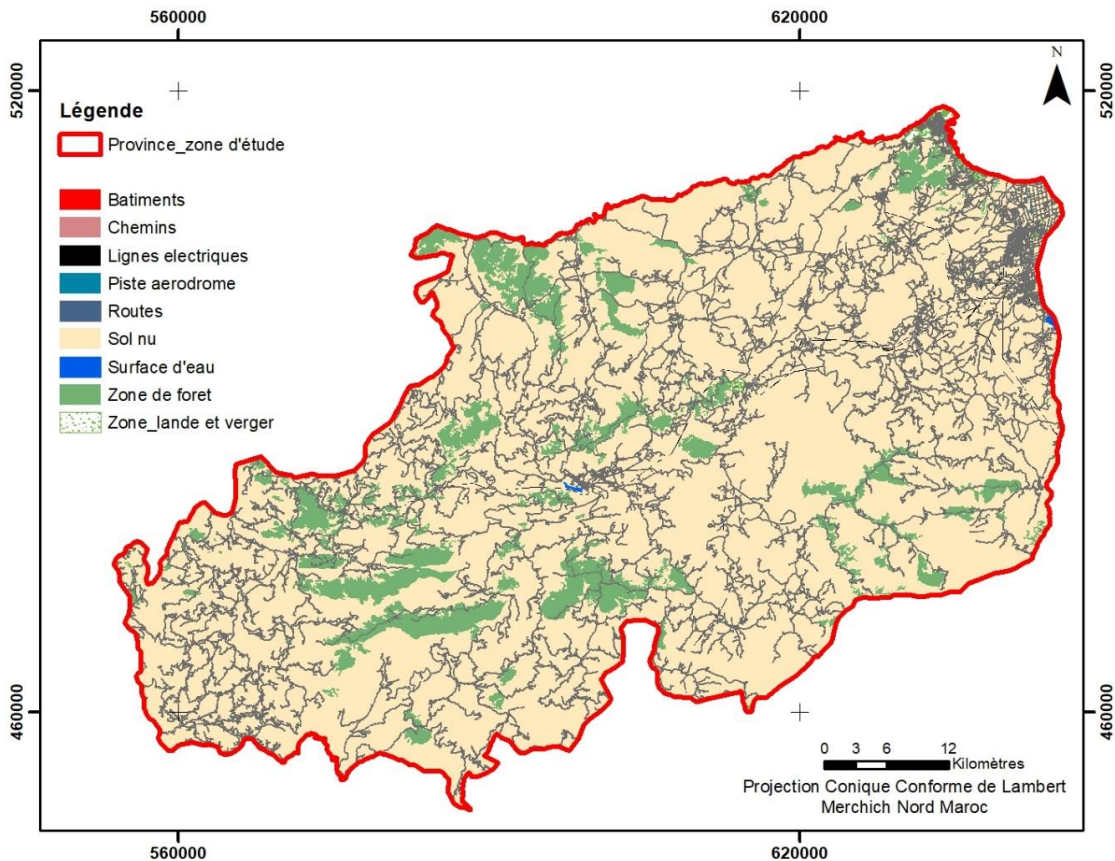 560000
620000
520000
520000
N
Légende
Province_zone d'étude
Batiments
Chemins
Lignes electriques
Piste aerodrome
Routes
Sol nu
Surface d'eau
Zone de foret
Zone_lande et verger
460000
460000
0 3 6 12
Kilomètres
Projection Conique Conforme de Lambert
Merchich Nord Maroc
560000
620000